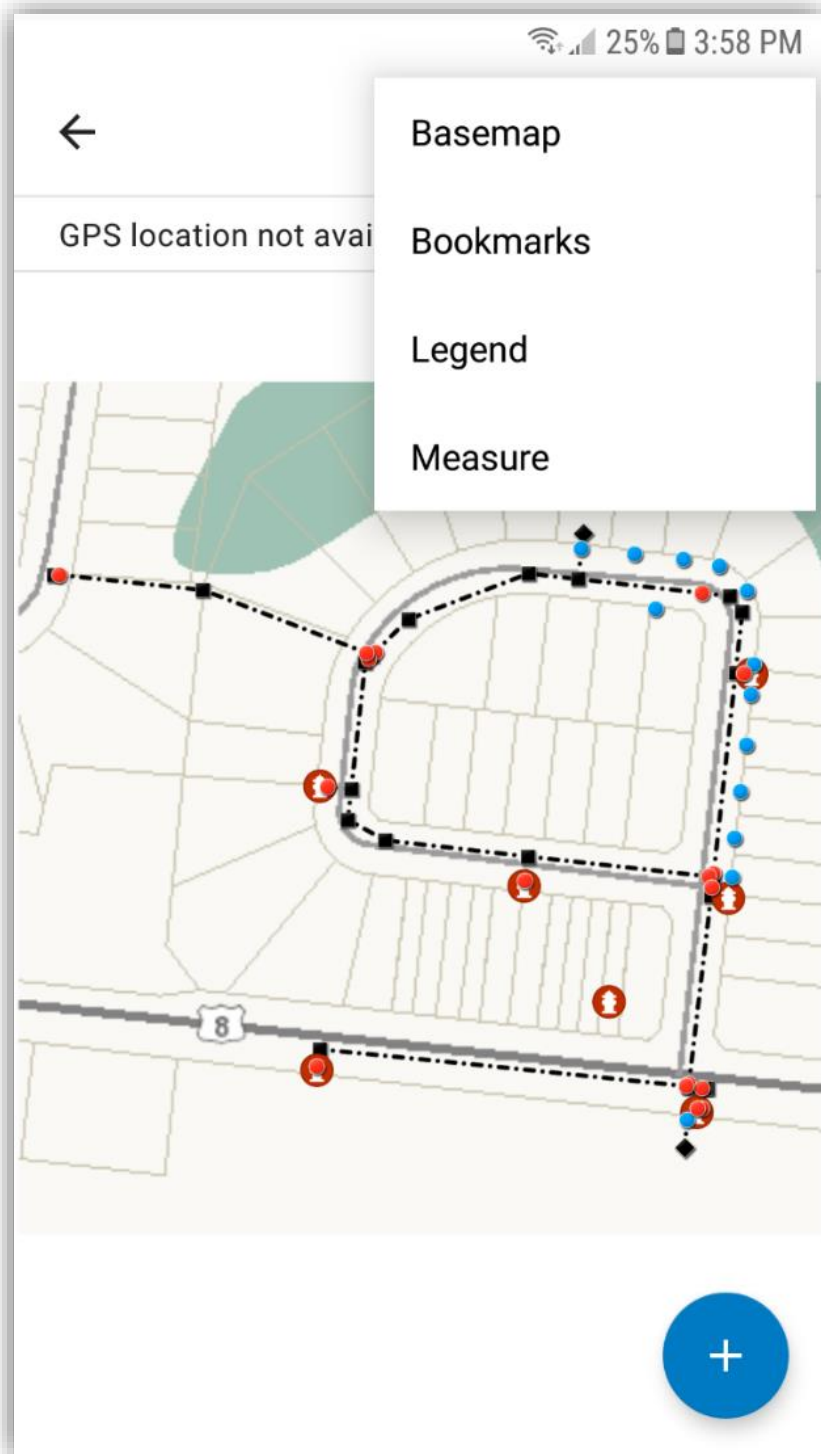 25% 3:58 PM
Basemap
GPS location not avai
Bookmarks
Legend
Measure
8
+